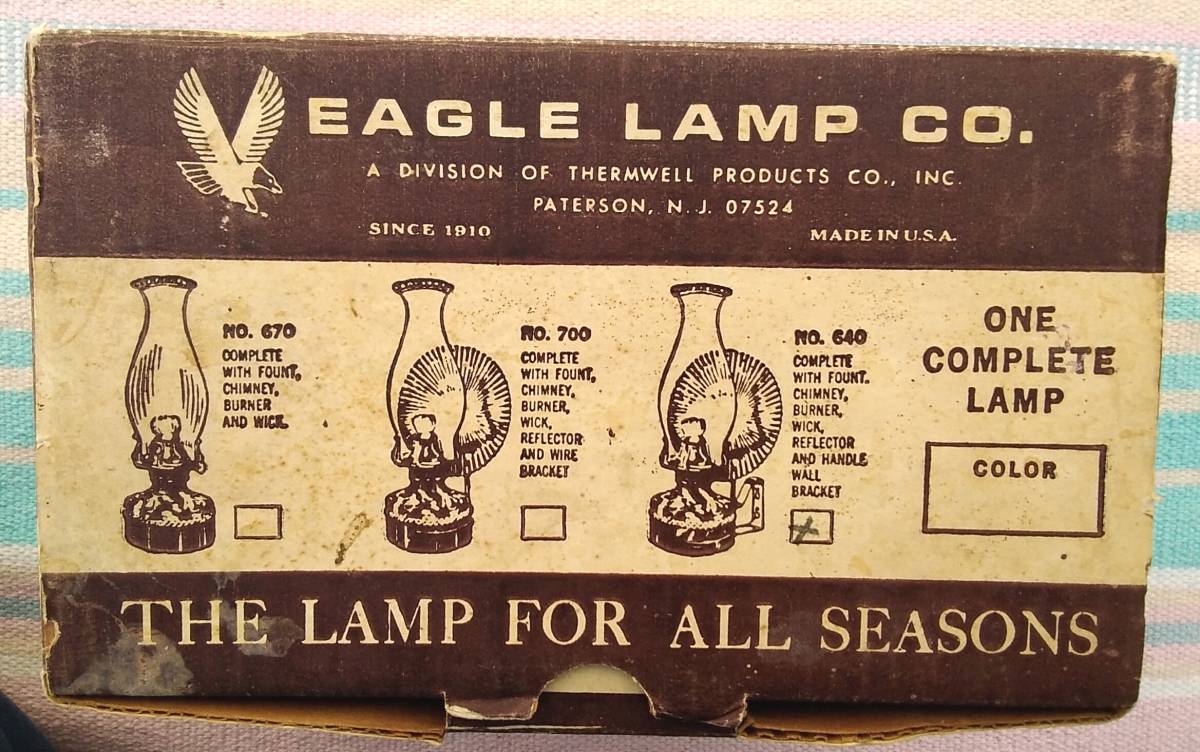 EAGLE LAMP CO.
A DIVISION OF THERMWELL PRODUCTS CO., INC.
PATERSON, N.J. 07524
SINCE 1910
MADE IN U.S.A.
NO. 670
COMPLETE
WITH FOUNT,
CHIMNEY,
BURNER
AND WICK.
NO. 700
COMPLETE
WITH FOUNT,
CHIMNEY,
BURNER,
WICK,
REFLECTOR
AND WIRE
BRACKET
NO. 640
COMPLETE
WITH FOUNT.
CHIMNEY,
BURNER,
WICK,
REFLECTOR
AND HANDLE
WALL
BRACKET
ONE
COMPLETE
LAMP
COLOR
THE LAMP FOR ALL SEASONS